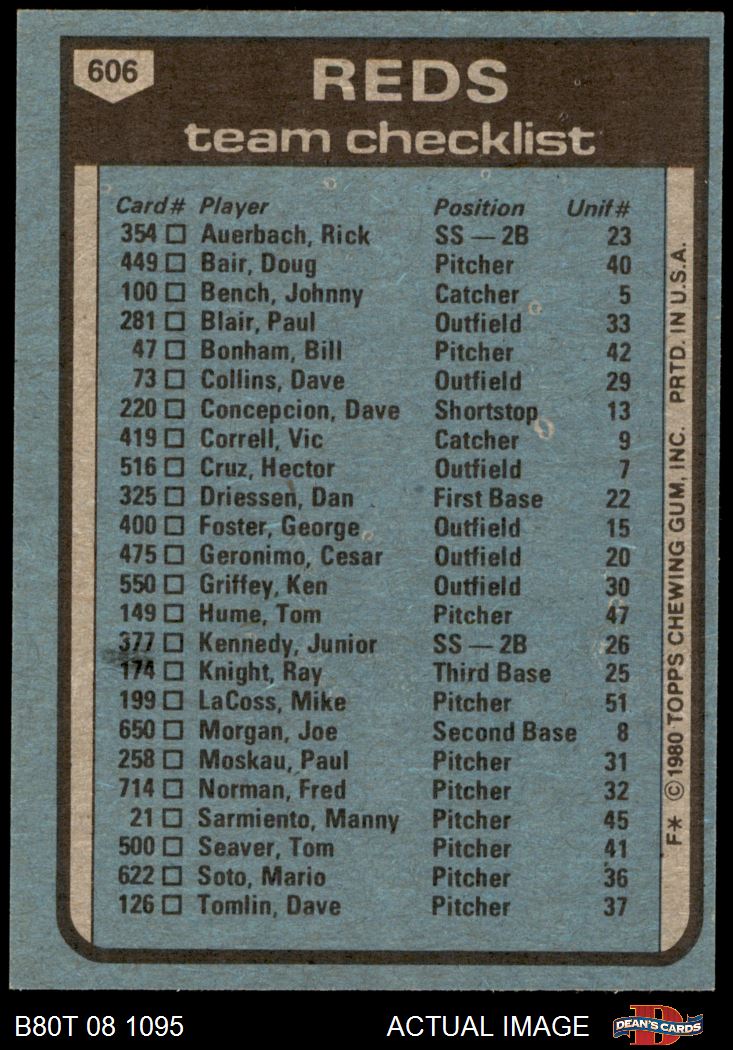 606
REDS
team checklist
Card# Player Position Unif#
354 Auerbach, Rick SS — 2B 23
449 Bair, Doug Pitcher 40
100 Bench, Johnny Catcher 5
281 Blair, Paul Outfield 33
47 Bonham, Bill Pitcher 42
73 Collins, Dave Outfield 29
220 Concepcion, Dave Shortstop 13
419 Correll, Vic Catcher 9
516 Cruz, Hector Outfield 7
325 Driessen, Dan First Base 22
400 Foster, George Outfield 15
475 Geronimo, Cesar Outfield 20
550 Griffey, Ken Outfield 30
149 Hume, Tom Pitcher 47
377 Kennedy, Junior SS — 2B 26
174 Knight, Ray Third Base 25
199 LaCoss, Mike Pitcher 51
650 Morgan, Joe Second Base 8
258 Moskau, Paul Pitcher 31
714 Norman, Fred Pitcher 32
21 Sarmiento, Manny Pitcher 45
500 Seaver, Tom Pitcher 41
622 Soto, Mario Pitcher 36
126 Tomlin, Dave Pitcher 37
F* © 1980 TOPPS CHEWING GUM, INC. PRTD. IN U.S.A.
B80T 08 1095 ACTUAL IMAGE
D
DEAN'S CARDS